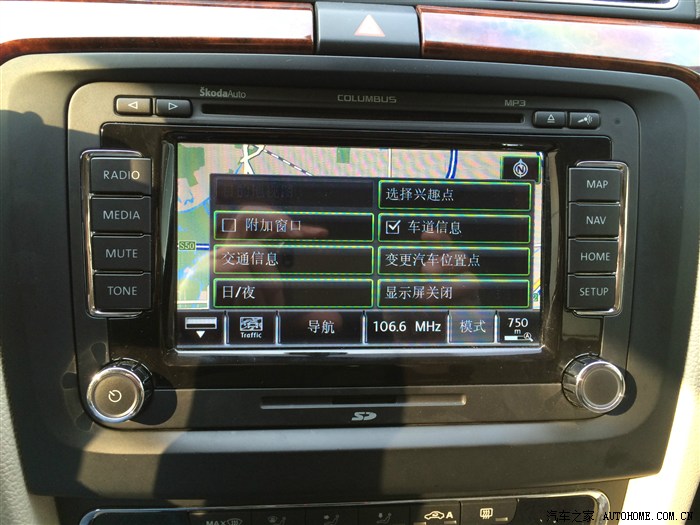 SkodaAuto
COLUMBUS
MP3
RADIO
MEDIA
MUTE
TONE
S50
选择兴趣点
附加窗口
车道信息
交通信息
变更汽车位置点
日/夜
显示屏关闭
Traffic
导航
106.6 MHz
模式
750 m
MAP
NAV
HOME
SETUP
SD
MAX
A
汽车之家 AUTOHOME.COM.CN